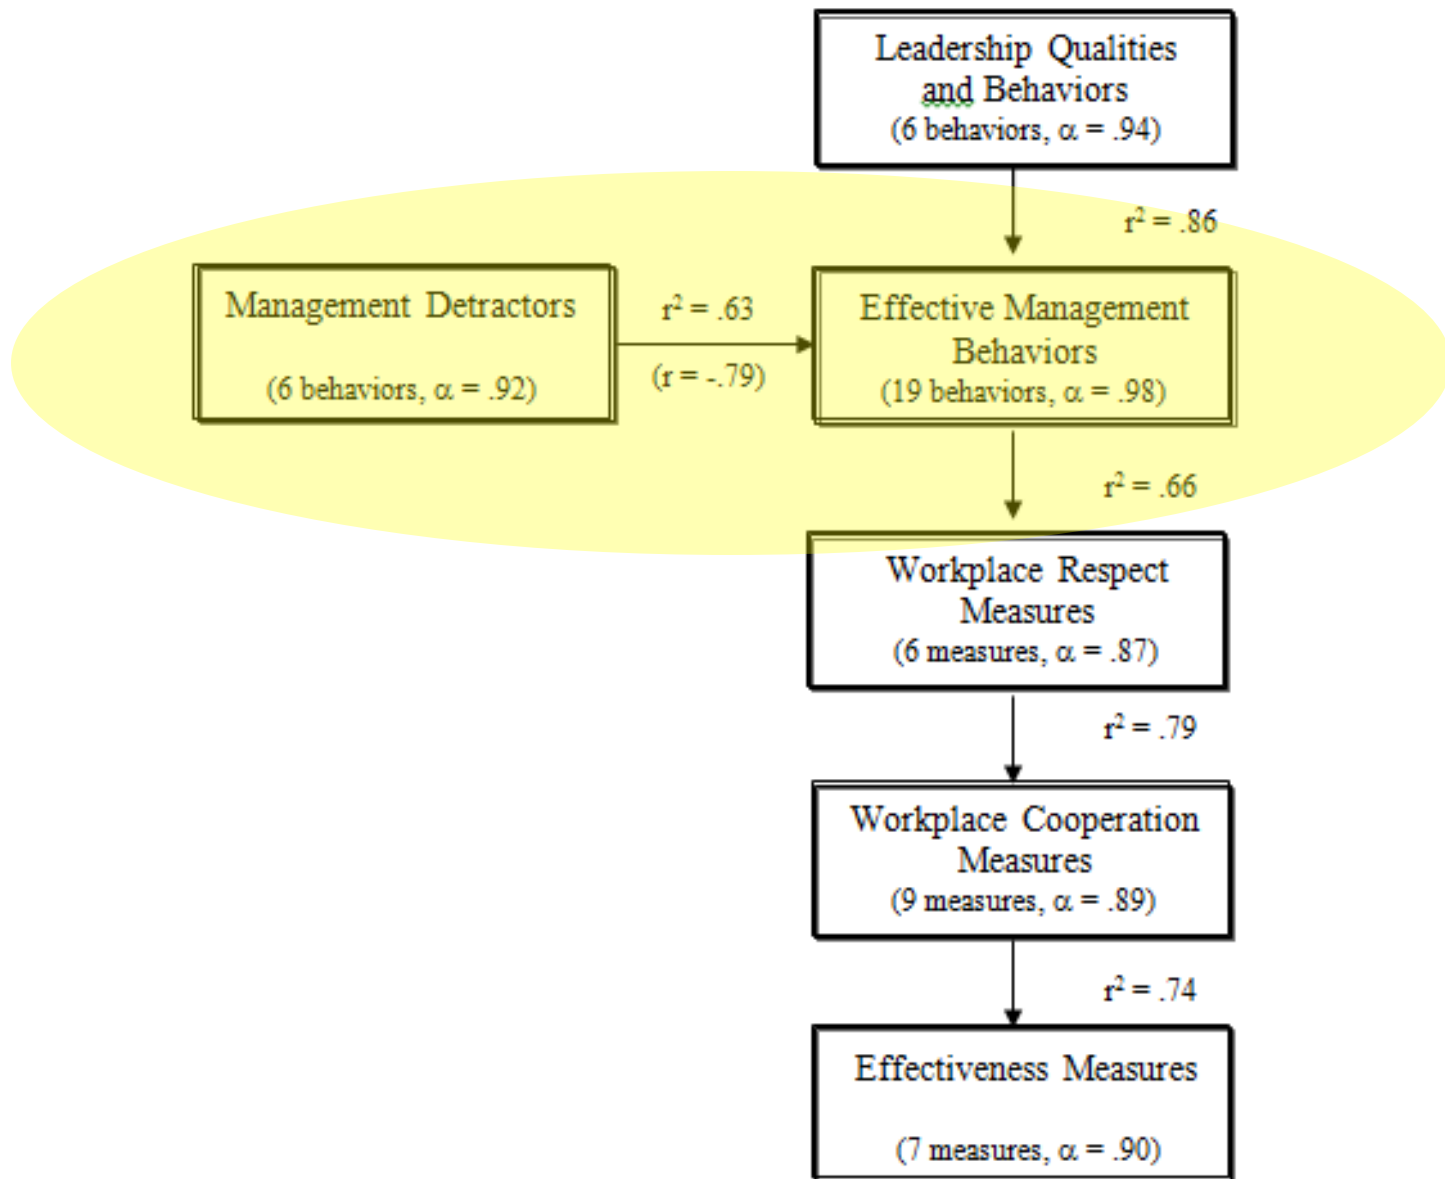 Leadership Qualities
and Behaviors
(6 behaviors, α = .94)
r² = .86
Management Detractors
(6 behaviors, α = .92)
r² = .63
(r = -.79)
Effective Management
Behaviors
(19 behaviors, α = .98)
r² = .66
Workplace Respect
Measures
(6 measures, α = .87)
r² = .79
Workplace Cooperation
Measures
(9 measures, α = .89)
r² = .74
Effectiveness Measures
(7 measures, α = .90)